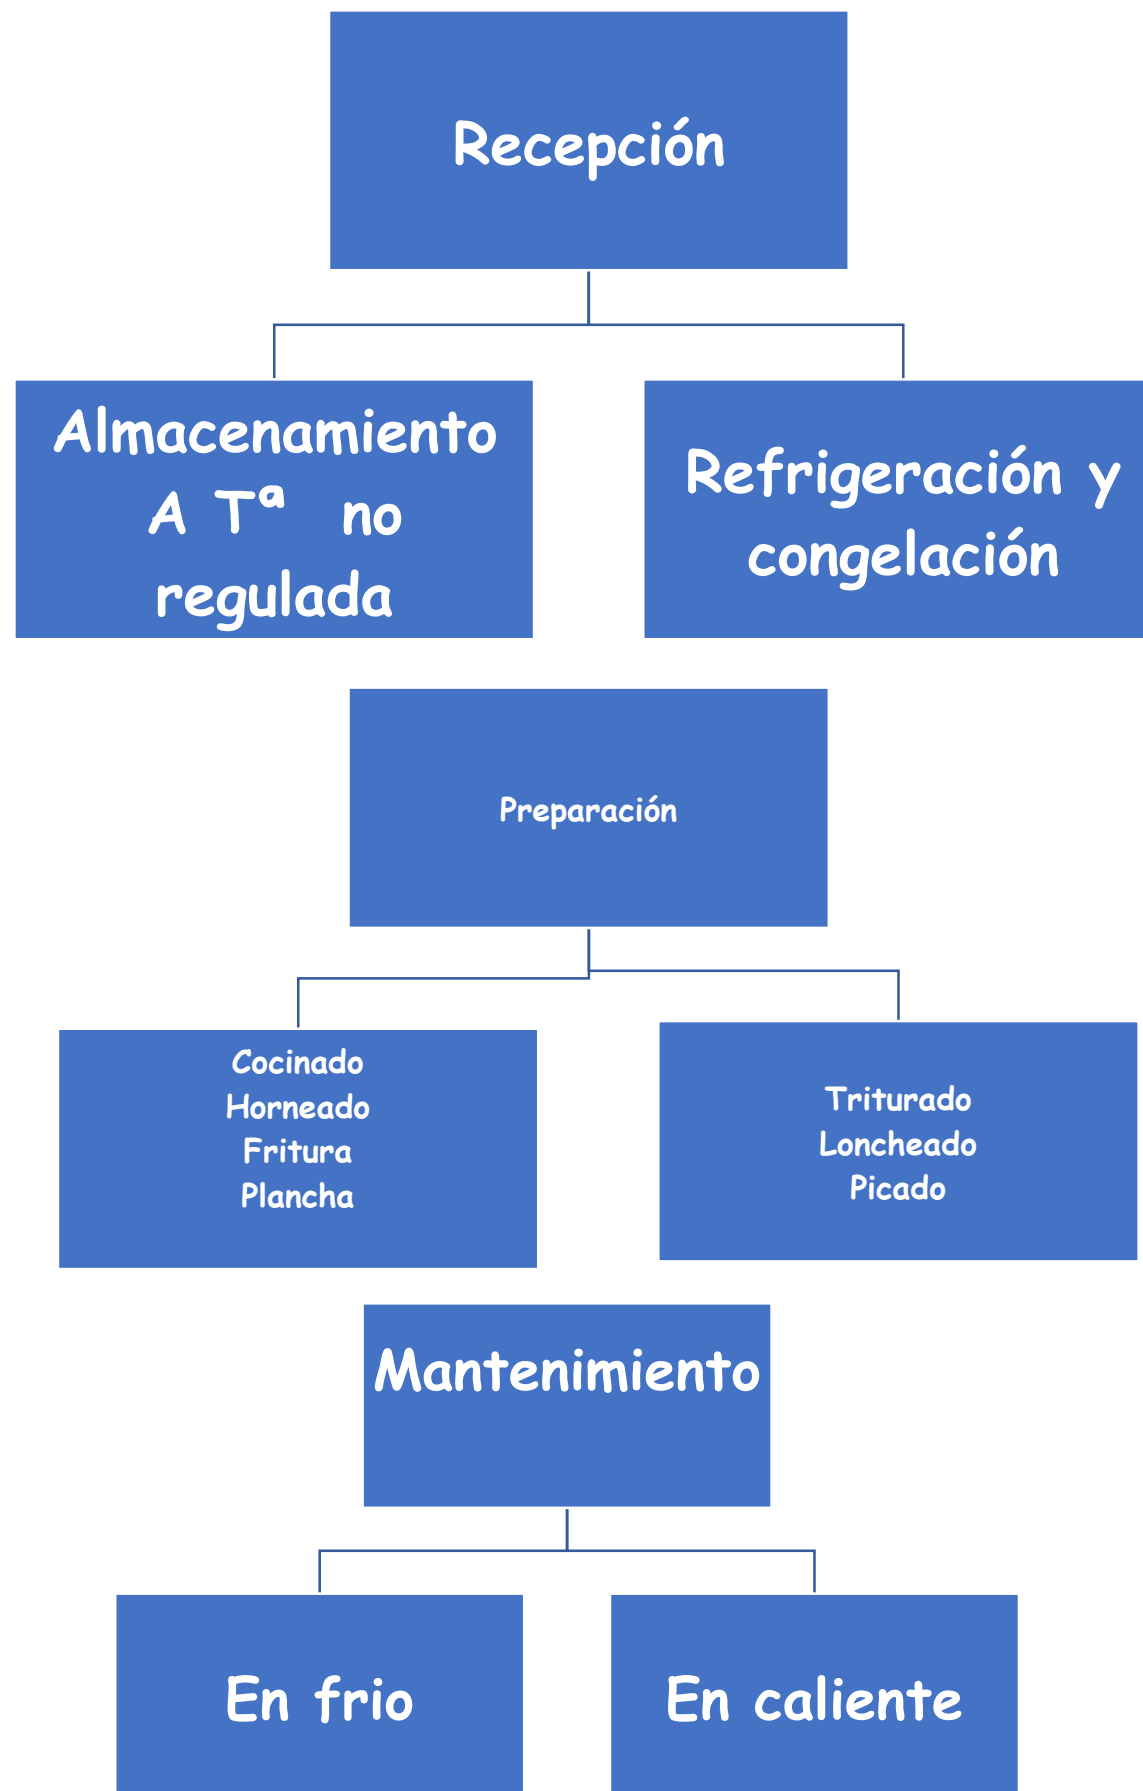 Recepción
Almacenamiento
A Tª no
regulada
Refrigeración y
congelación
Preparación
Cocinado
Horneado
Fritura
Plancha
Triturado
Loncheado
Picado
Mantenimiento
En frio
En caliente